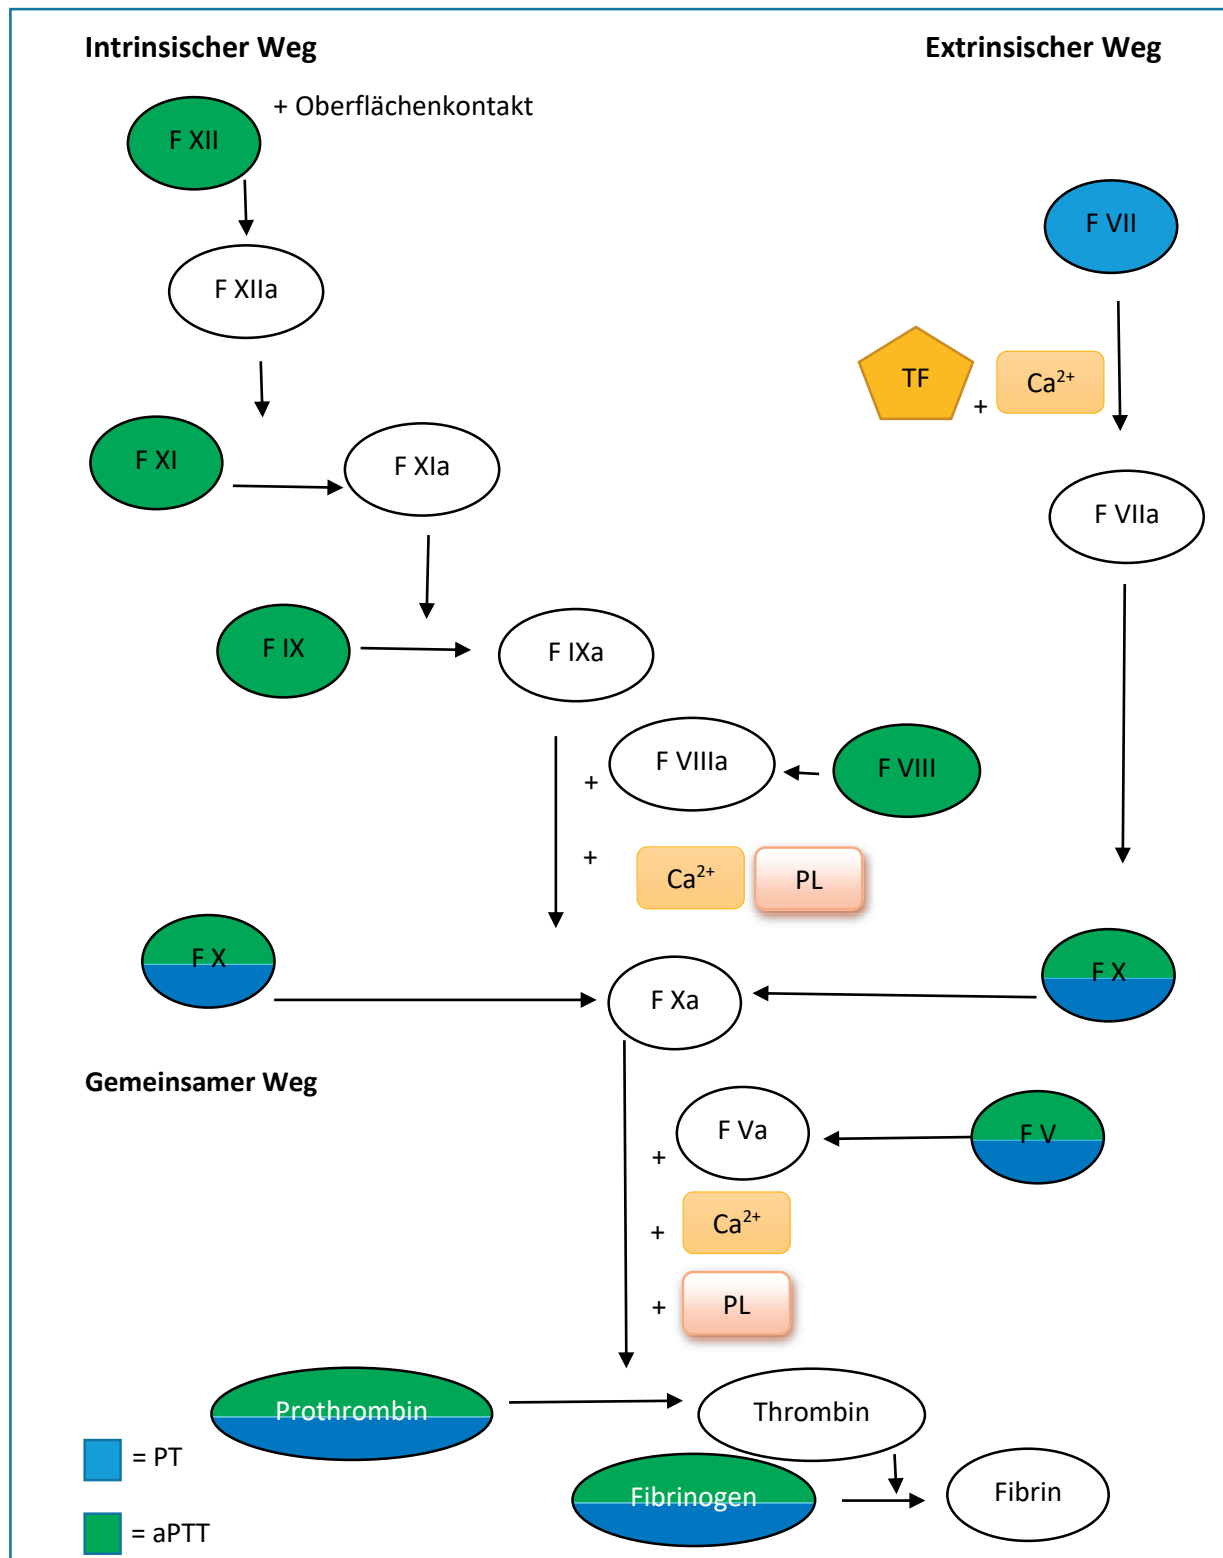 Intrinsischer Weg
Extrinsischer Weg
+ Oberflächenkontakt
F XII
F VII
F XIIa
TF
+
Ca²⁺
F XI
F XIa
F VIIa
F IX
F IXa
F VIIIa
F VIII
+
+
Ca²⁺
PL
F X
F X
F Xa
Gemeinsamer Weg
F Va
F V
+
Ca²⁺
+
PL
+
Prothrombin
Thrombin
= PT
Fibrinogen
Fibrin
= aPTT